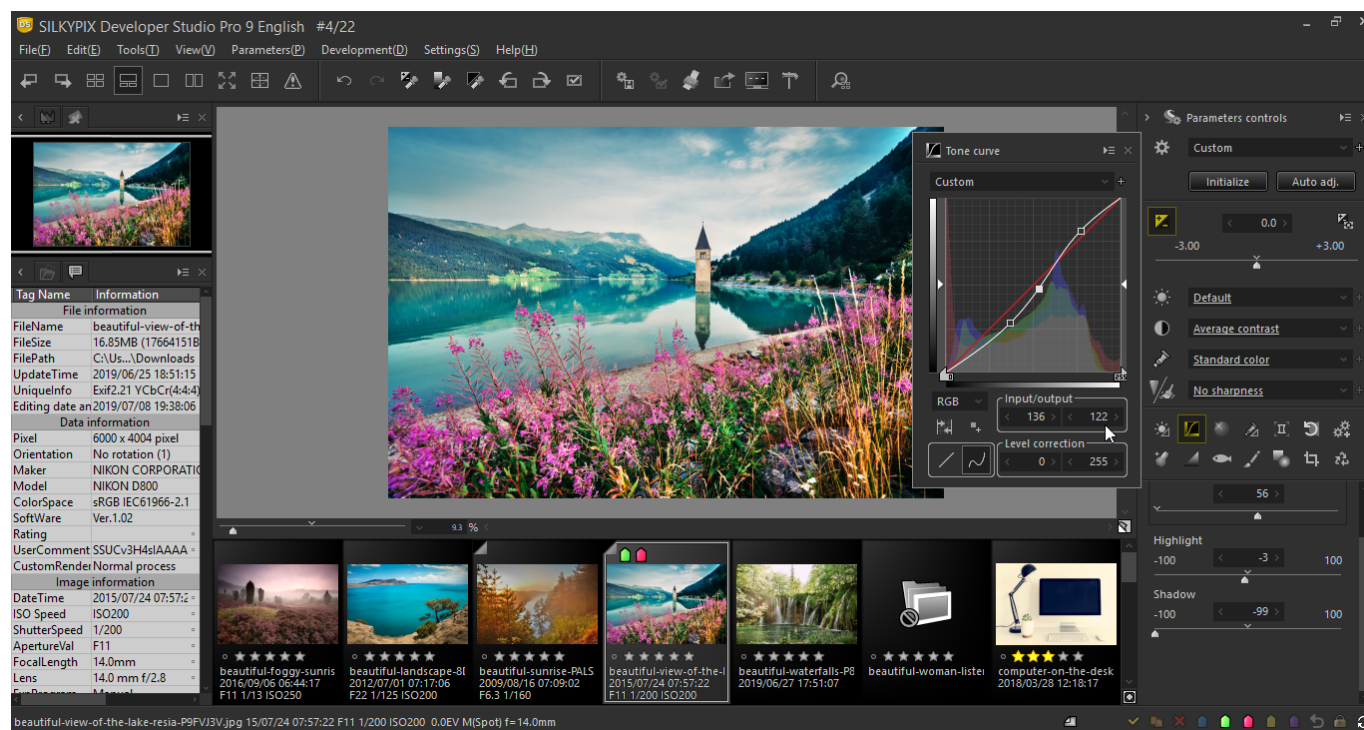 SILKYPIX Developer Studio Pro 9 English #4/22
File(F) Edit(E) Tools(T) View(V) Parameters(P) Development(D) Settings(S) Help(H)
Tag Name Information
File information
FileName beautiful-view-of-th
FileSize 16.85MB (17664151B
FilePath C:\Us...\Downloads
UpdateTime 2019/06/25 18:51:15
UniqueInfo Exif2.21 YCbCr(4:4:4)
Editing date an 2019/07/08 19:38:06
Data information
Pixel 6000 x 4004 pixel
Orientation No rotation (1)
Maker NIKON CORPORATIO
Model NIKON D800
ColorSpace sRGB IEC61966-2.1
SoftWare Ver.1.02
Rating
UserComment SSUCv3H4sIAAAA
CustomRender Normal process
Image information
DateTime 2015/07/24 07:57:2
ISO Speed ISO200
ShutterSpeed 1/200
ApertureVal F11
FocalLength 14.0mm
Lens 14.0 mm f/2.8
Tone curve
Custom
0
RGB
Input/output
136 122
Level correction
0 255
Parameters controls
Custom
Initialize Auto adj.
0.0
-3.00 +3.00
Default
Average contrast
Standard color
No sharpness
56
Highlight
-100 -3 100
Shadow
-100 -99 100
9.3 %
beautiful-foggy-sunris
2016/09/06 06:44:17
F11 1/13 ISO250
beautiful-landscape-8
2012/07/01 07:17:06
F22 1/125 ISO200
beautiful-sunrise-PALS
2009/08/16 07:09:02
F6.3 1/160
beautiful-view-of-the-l
2015/07/24 07:57:22
F11 1/200 ISO200
beautiful-waterfalls-P8
2019/06/27 17:51:07
beautiful-woman-lister
computer-on-the-desk
2018/03/28 12:18:17
beautiful-view-of-the-lake-resia-P9FVJ3V.jpg 15/07/24 07:57:22 F11 1/200 ISO200 0.0EV M(Spot) f=14.0mm